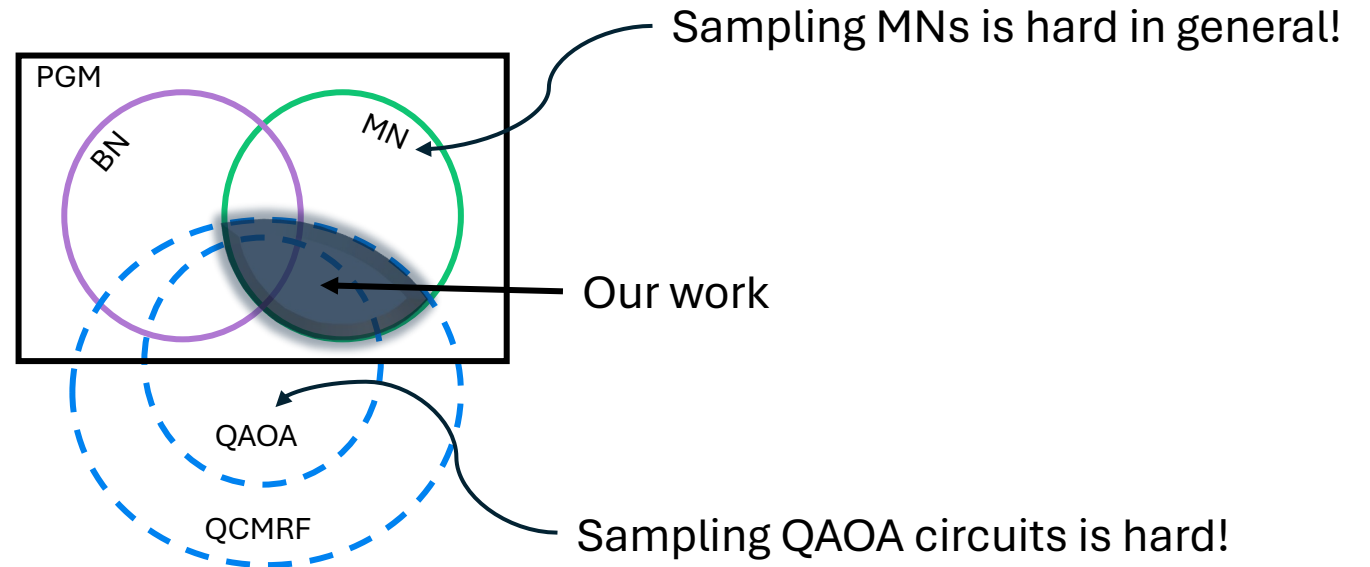 Sampling MNs is hard in general!
PGM
BN
MN
Our work
QAOA
QCMRF
Sampling QAOA circuits is hard!